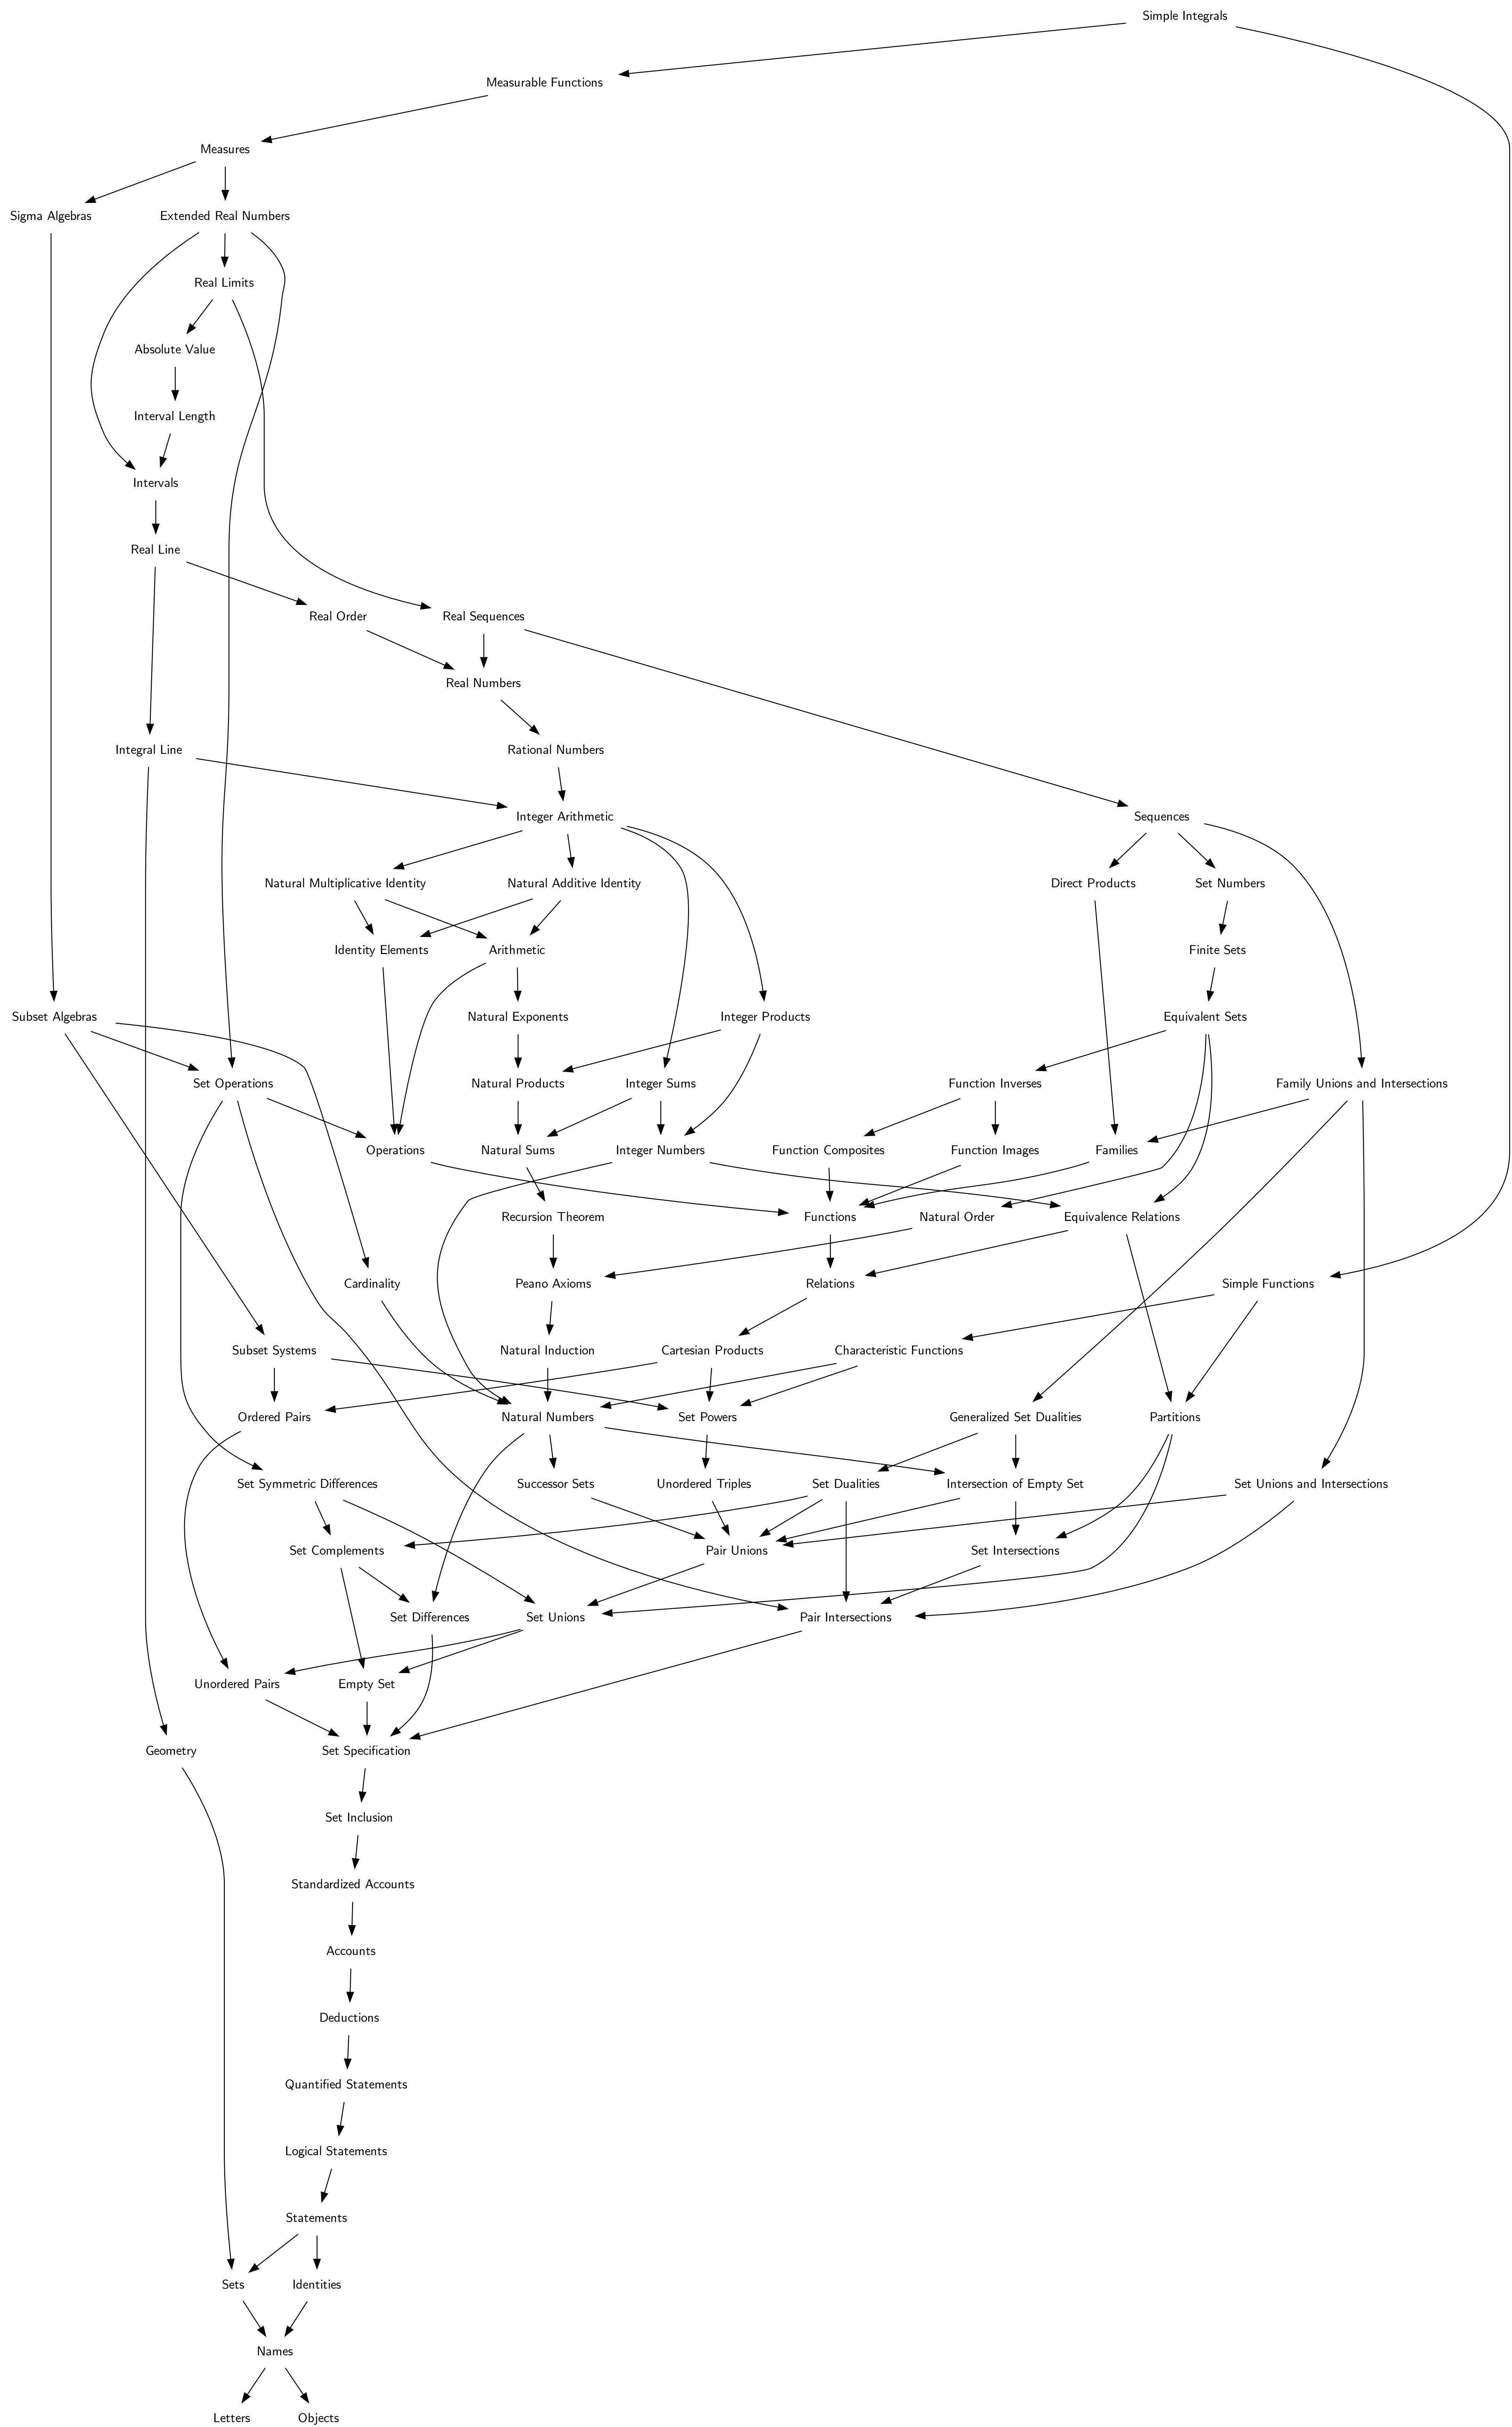 Simple Integrals
Measurable Functions
Measures
Sigma Algebras
Extended Real Numbers
Real Limits
Absolute Value
Interval Length
Intervals
Real Line
Real Order
Real Sequences
Real Numbers
Integral Line
Rational Numbers
Integer Arithmetic
Sequences
Natural Multiplicative Identity
Natural Additive Identity
Direct Products
Set Numbers
Identity Elements
Arithmetic
Finite Sets
Subset Algebras
Natural Exponents
Integer Products
Equivalent Sets
Set Operations
Natural Products
Integer Sums
Function Inverses
Family Unions and Intersections
Operations
Natural Sums
Integer Numbers
Function Composites
Function Images
Families
Recursion Theorem
Functions
Natural Order
Equivalence Relations
Cardinality
Peano Axioms
Relations
Simple Functions
Subset Systems
Natural Induction
Cartesian Products
Characteristic Functions
Ordered Pairs
Natural Numbers
Set Powers
Generalized Set Dualities
Partitions
Set Symmetric Differences
Successor Sets
Unordered Triples
Set Dualities
Intersection of Empty Set
Set Unions and Intersections
Set Complements
Pair Unions
Set Intersections
Set Differences
Set Unions
Pair Intersections
Unordered Pairs
Empty Set
Geometry
Set Specification
Set Inclusion
Standardized Accounts
Accounts
Deductions
Quantified Statements
Logical Statements
Statements
Sets
Identities
Names
Letters
Objects